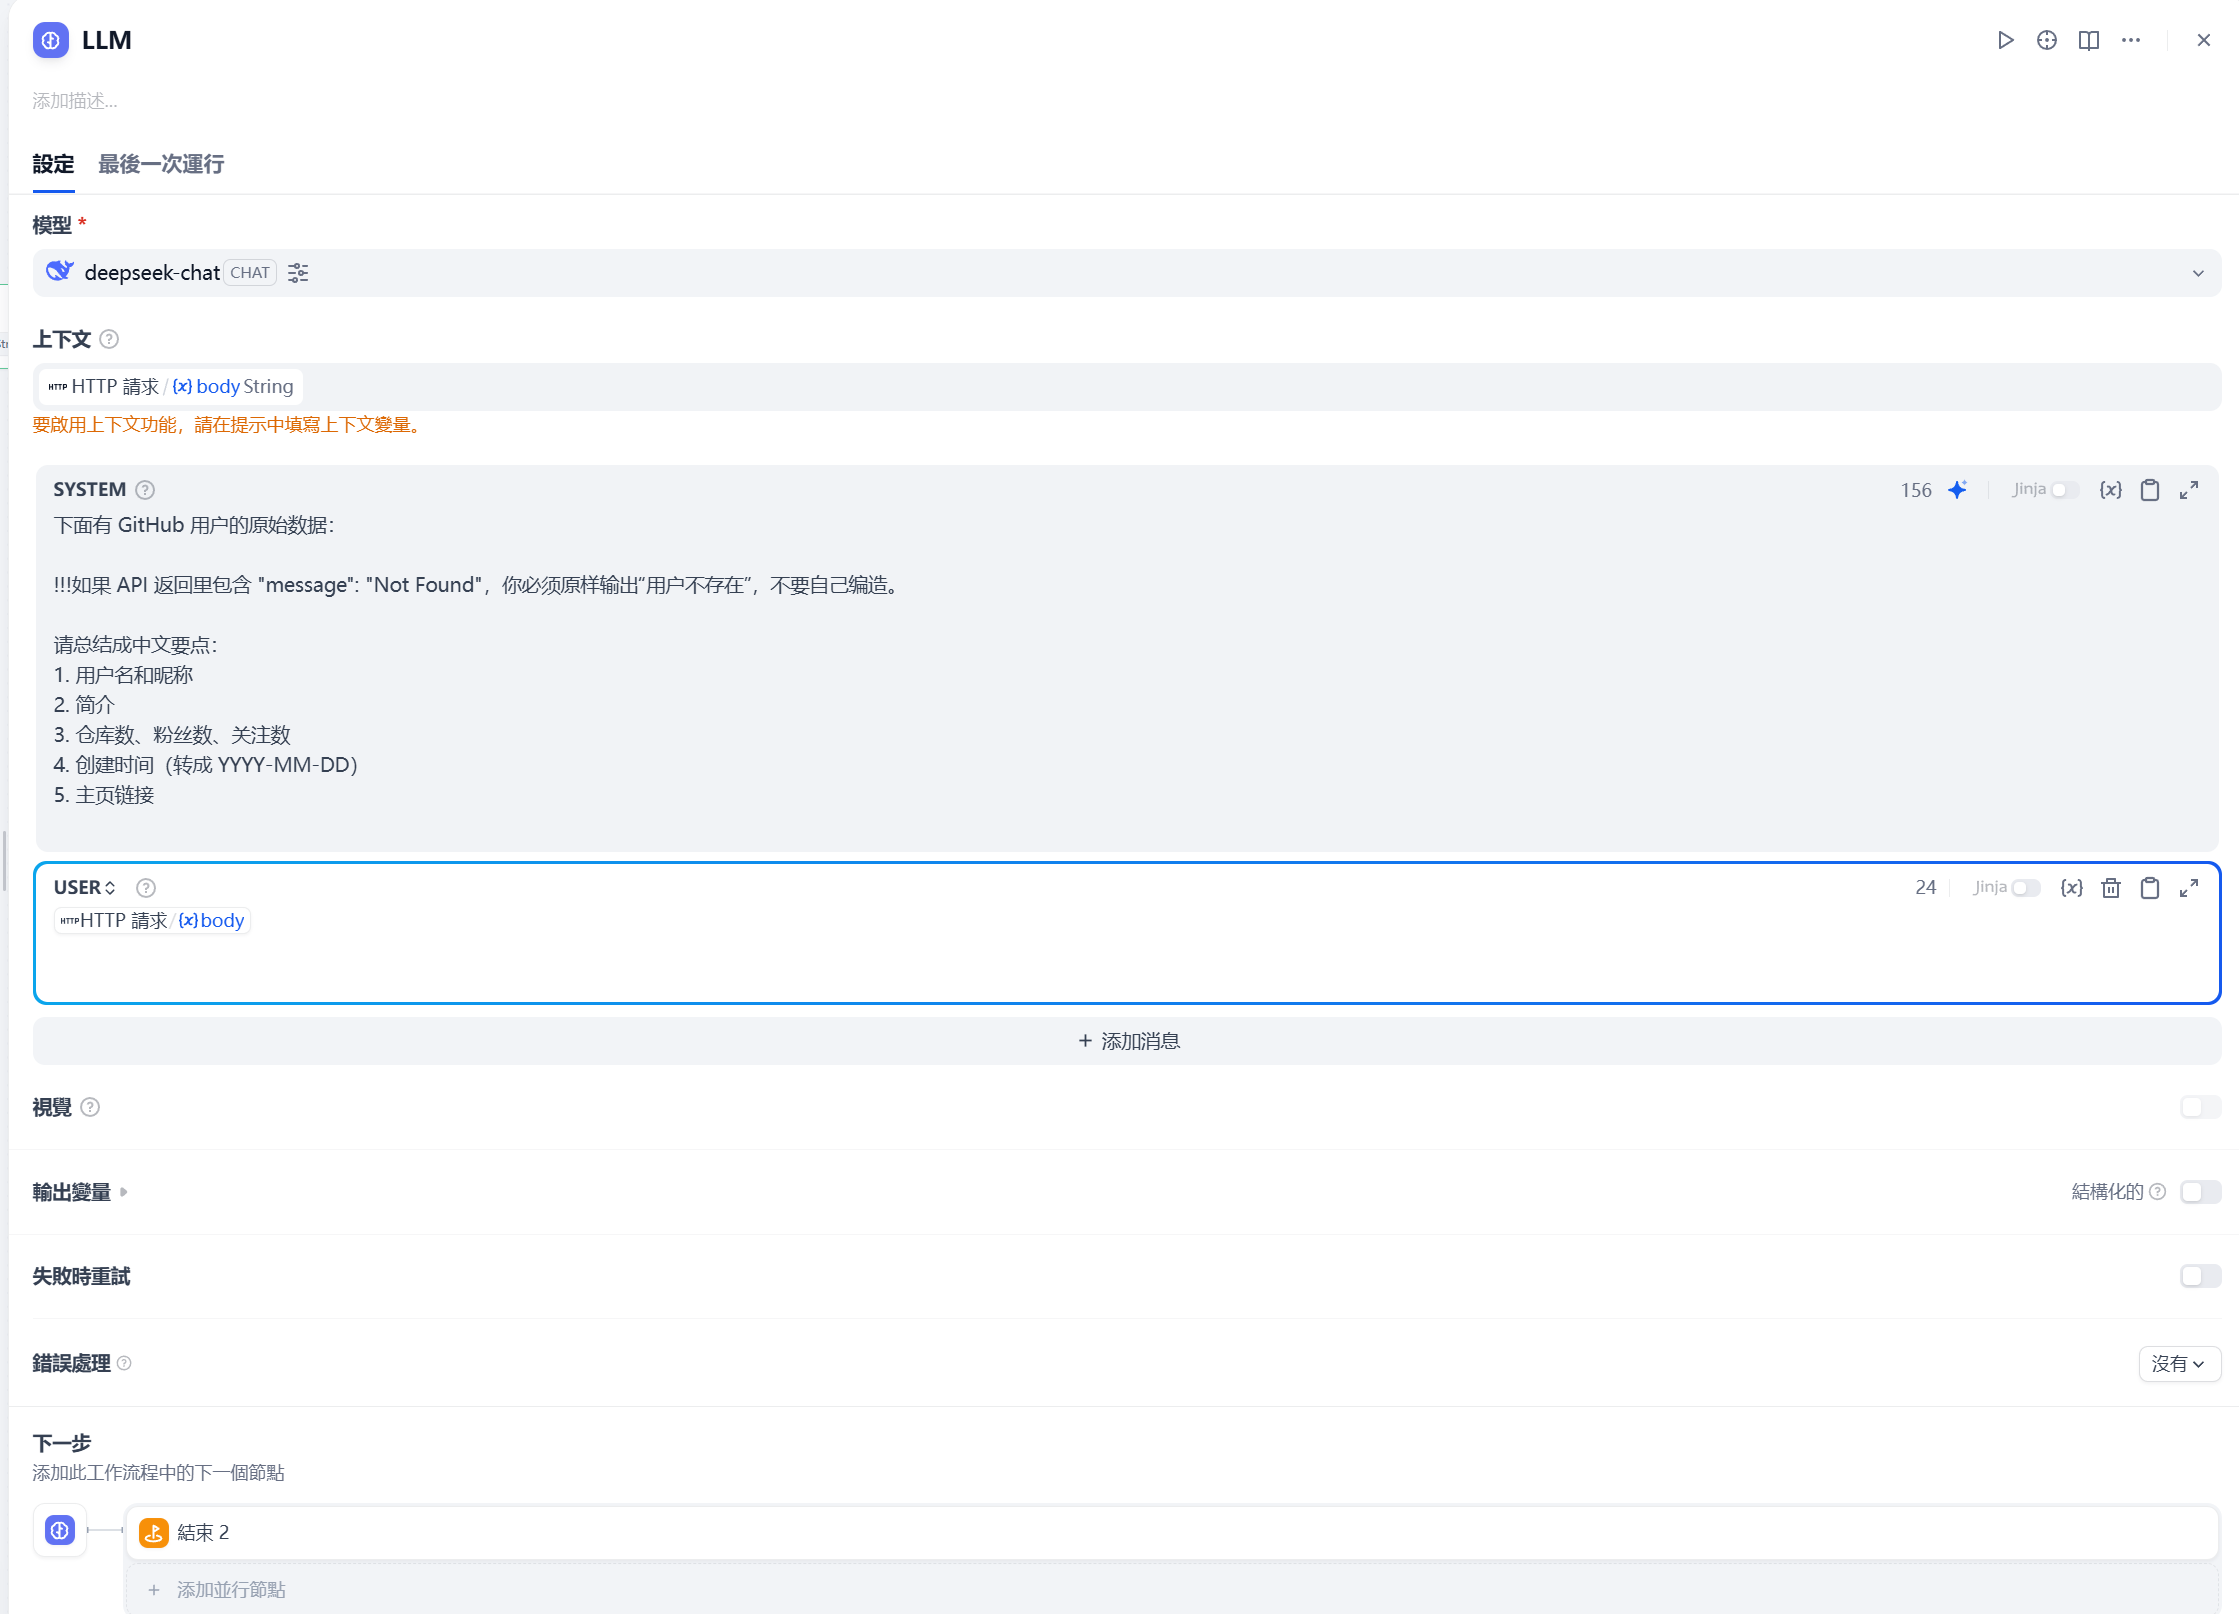 LLM
添加描述...
設定 最後一次運行
模型 *
deepseek-chat CHAT
上下文
HTTP HTTP 請求 / {x} body String
要啟用上下文功能，請在提示中填寫上下文變量。
SYSTEM 156 Jinja {x}
下面有 GitHub 用户的原始数据：
!!!如果 API 返回里包含 "message": "Not Found"，你必须原样输出“用户不存在”，不要自己编造。
请总结成中文要点：
1. 用户名和昵称
2. 简介
3. 仓库数、粉丝数、关注数
4. 创建时间（转成 YYYY-MM-DD）
5. 主页链接
USER 24 Jinja {x}
HTTP HTTP 請求 / {x} body
+ 添加消息
視覺
輸出變量 結構化的
失敗時重試
錯誤處理 沒有
下一步
添加此工作流程中的下一個節點
結束 2
+ 添加並行節點